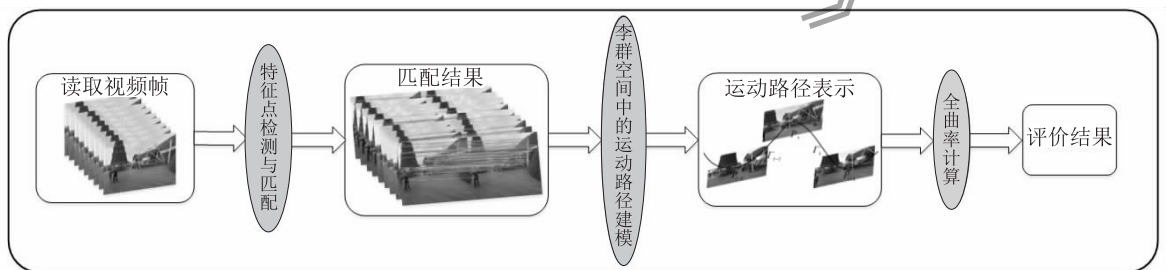 读取视频帧
特征点检测与匹配
匹配结果
李群空间中的运动路径建模
运动路径表示
全曲率计算
评价结果